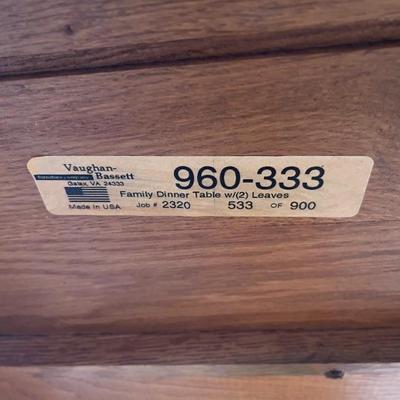 Vaughan-
Bassett
Galax, VA 24333
960-333
Family Dinner Table w/(2) Leaves
Made in USA
Job # 2320 533 OF 900